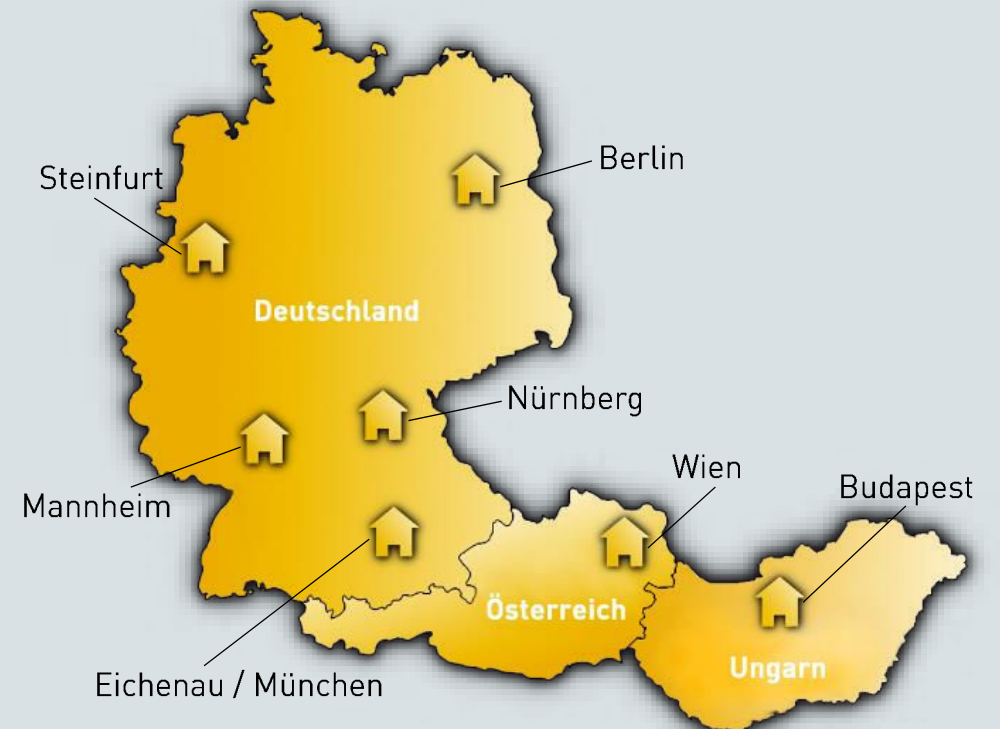 Berlin
Steinfurt
Deutschland
Nürnberg
Wien
Budapest
Mannheim
Österreich
Ungarn
Eichenau / München